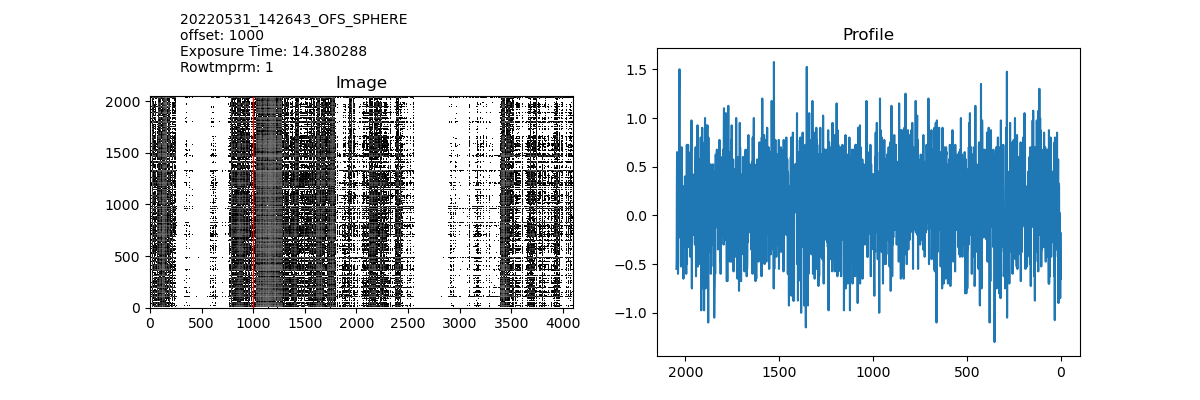 20220531_142643_OFS_SPHERE
offset: 1000
Exposure Time: 14.380288
Rowtmprm: 1
Image
2000
1500
1000
500
0
0 500 1000 1500 2000 2500 3000 3500 4000
Profile
1.5
1.0
0.5
0.0
−0.5
−1.0
2000 1500 1000 500 0